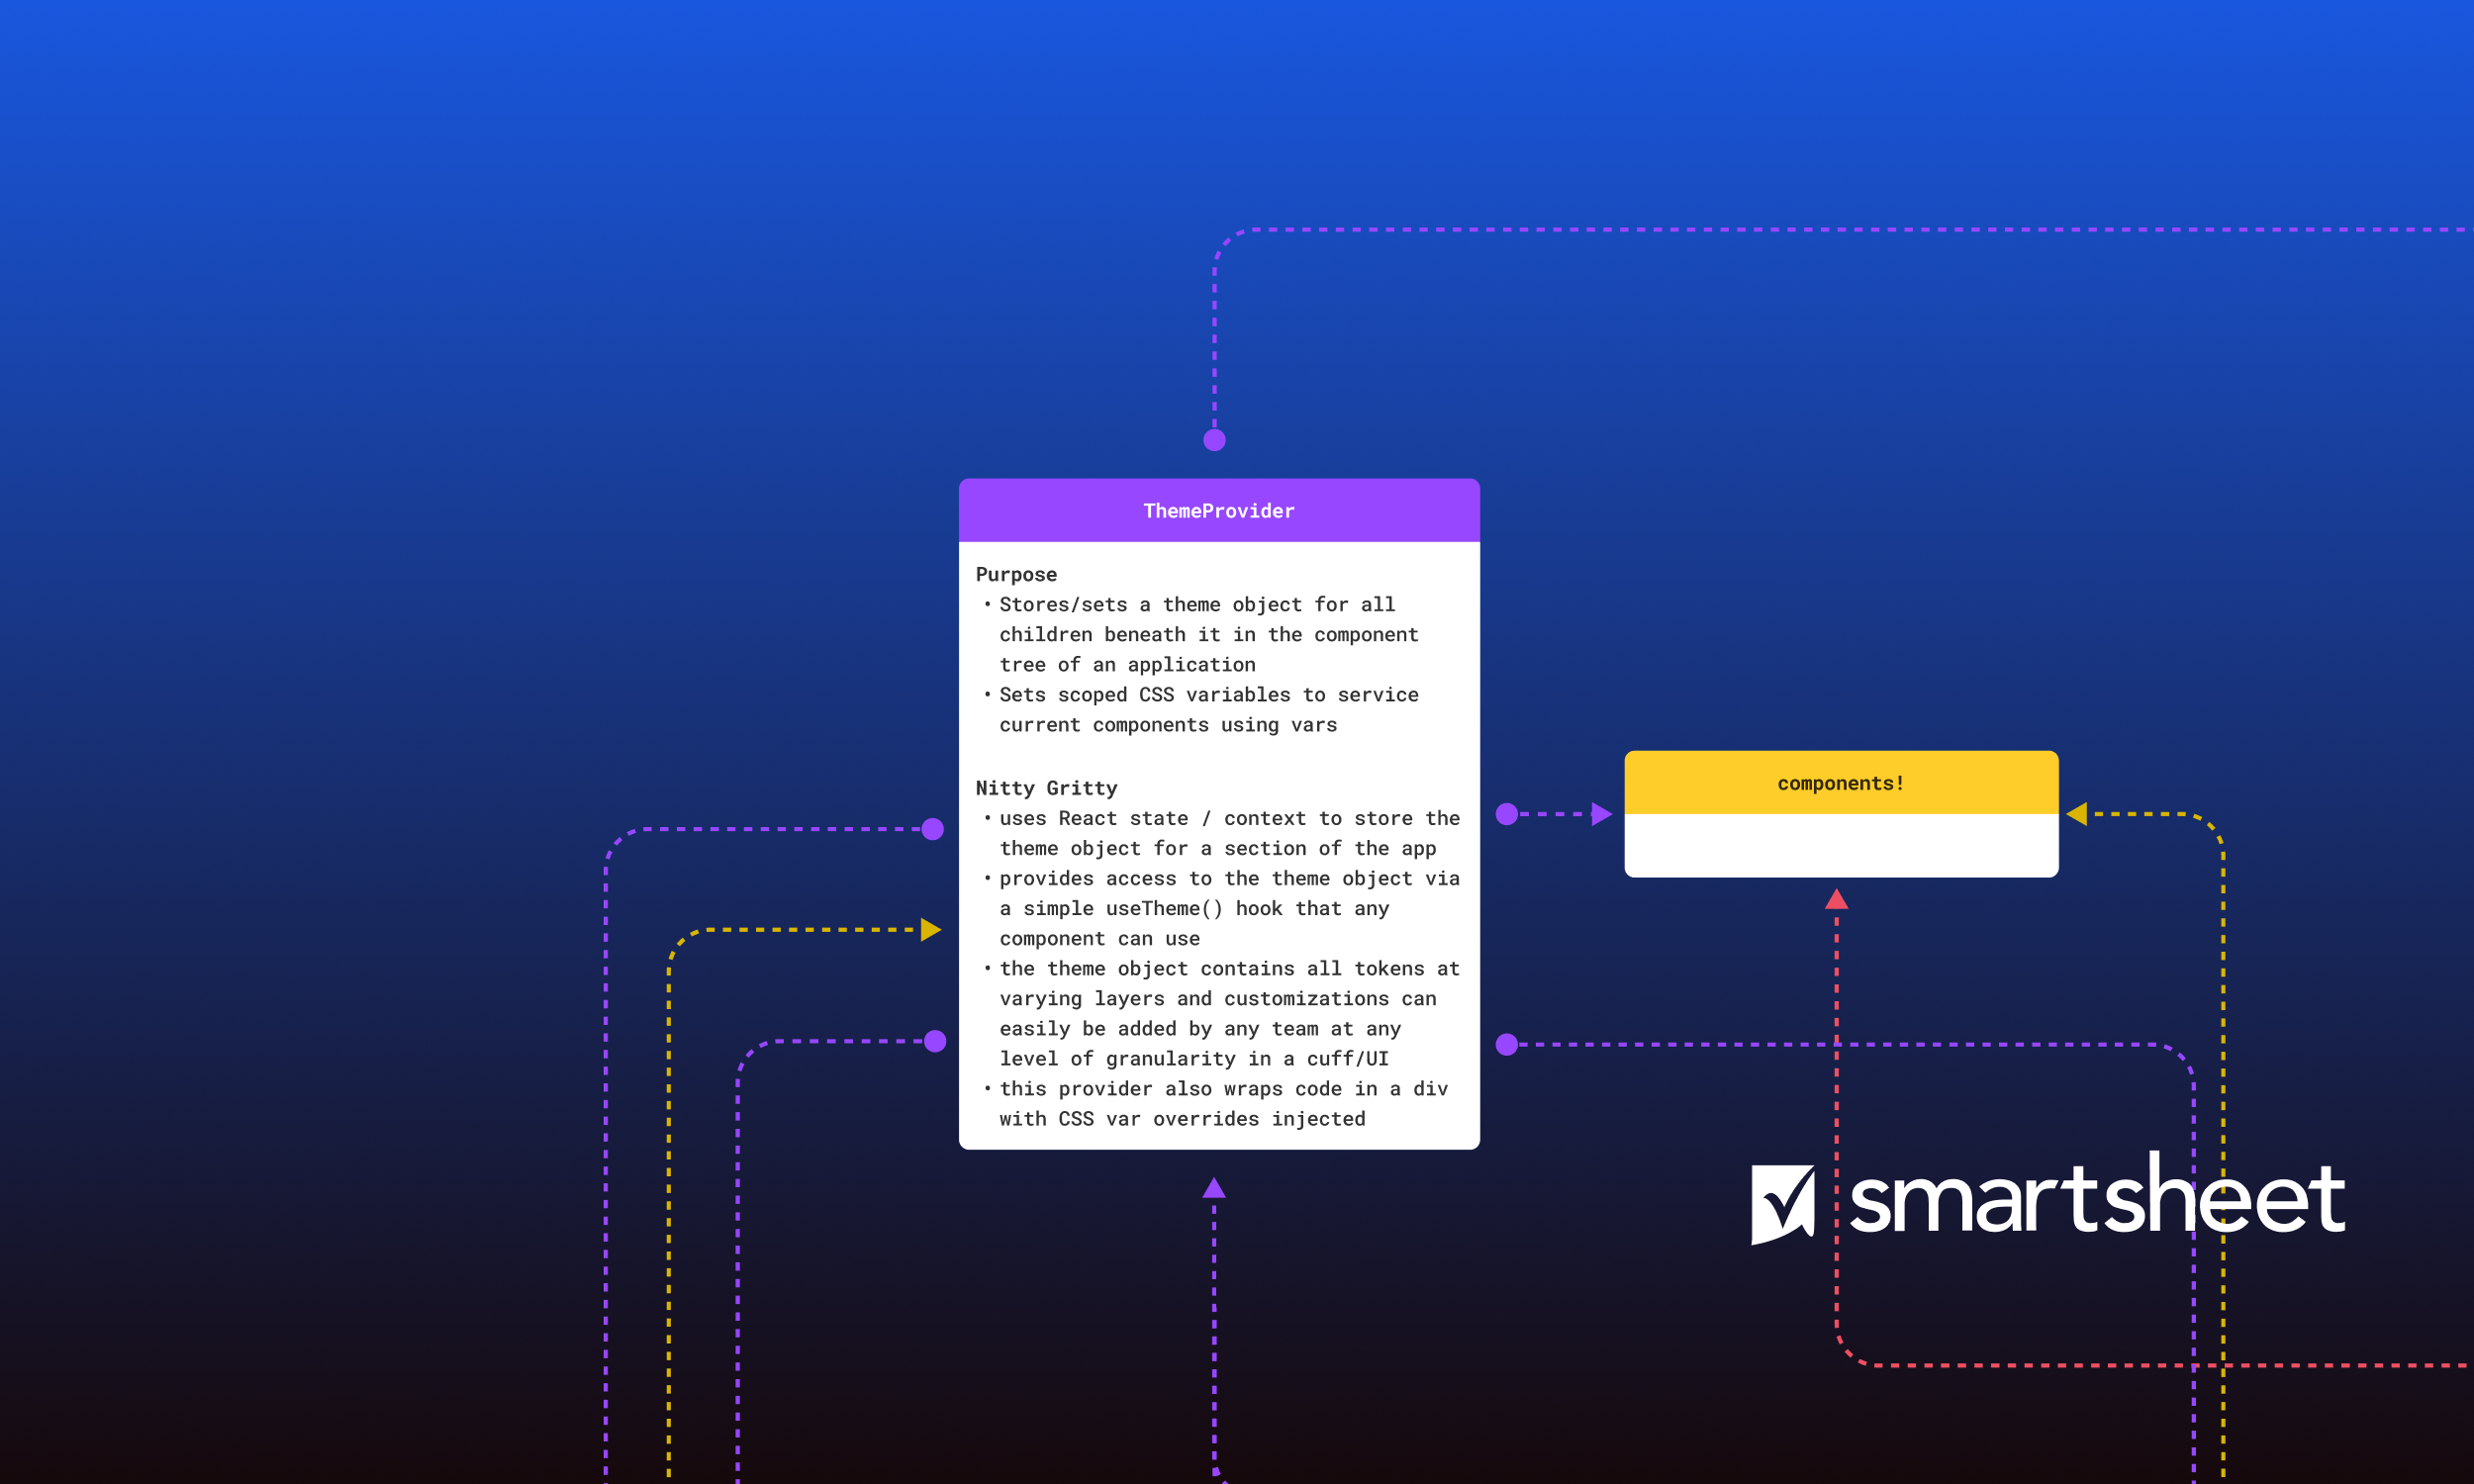 ThemeProvider
Purpose
• Stores/sets a theme object for all
children beneath it in the component
tree of an application
• Sets scoped CSS variables to service
current components using vars
Nitty Gritty
• uses React state / context to store the
theme object for a section of the app
• provides access to the theme object via
a simple useTheme() hook that any
component can use
• the theme object contains all tokens at
varying layers and customizations can
easily be added by any team at any
level of granularity in a cuff/UI
• this provider also wraps code in a div
with CSS var overrides injected
components!
smartsheet